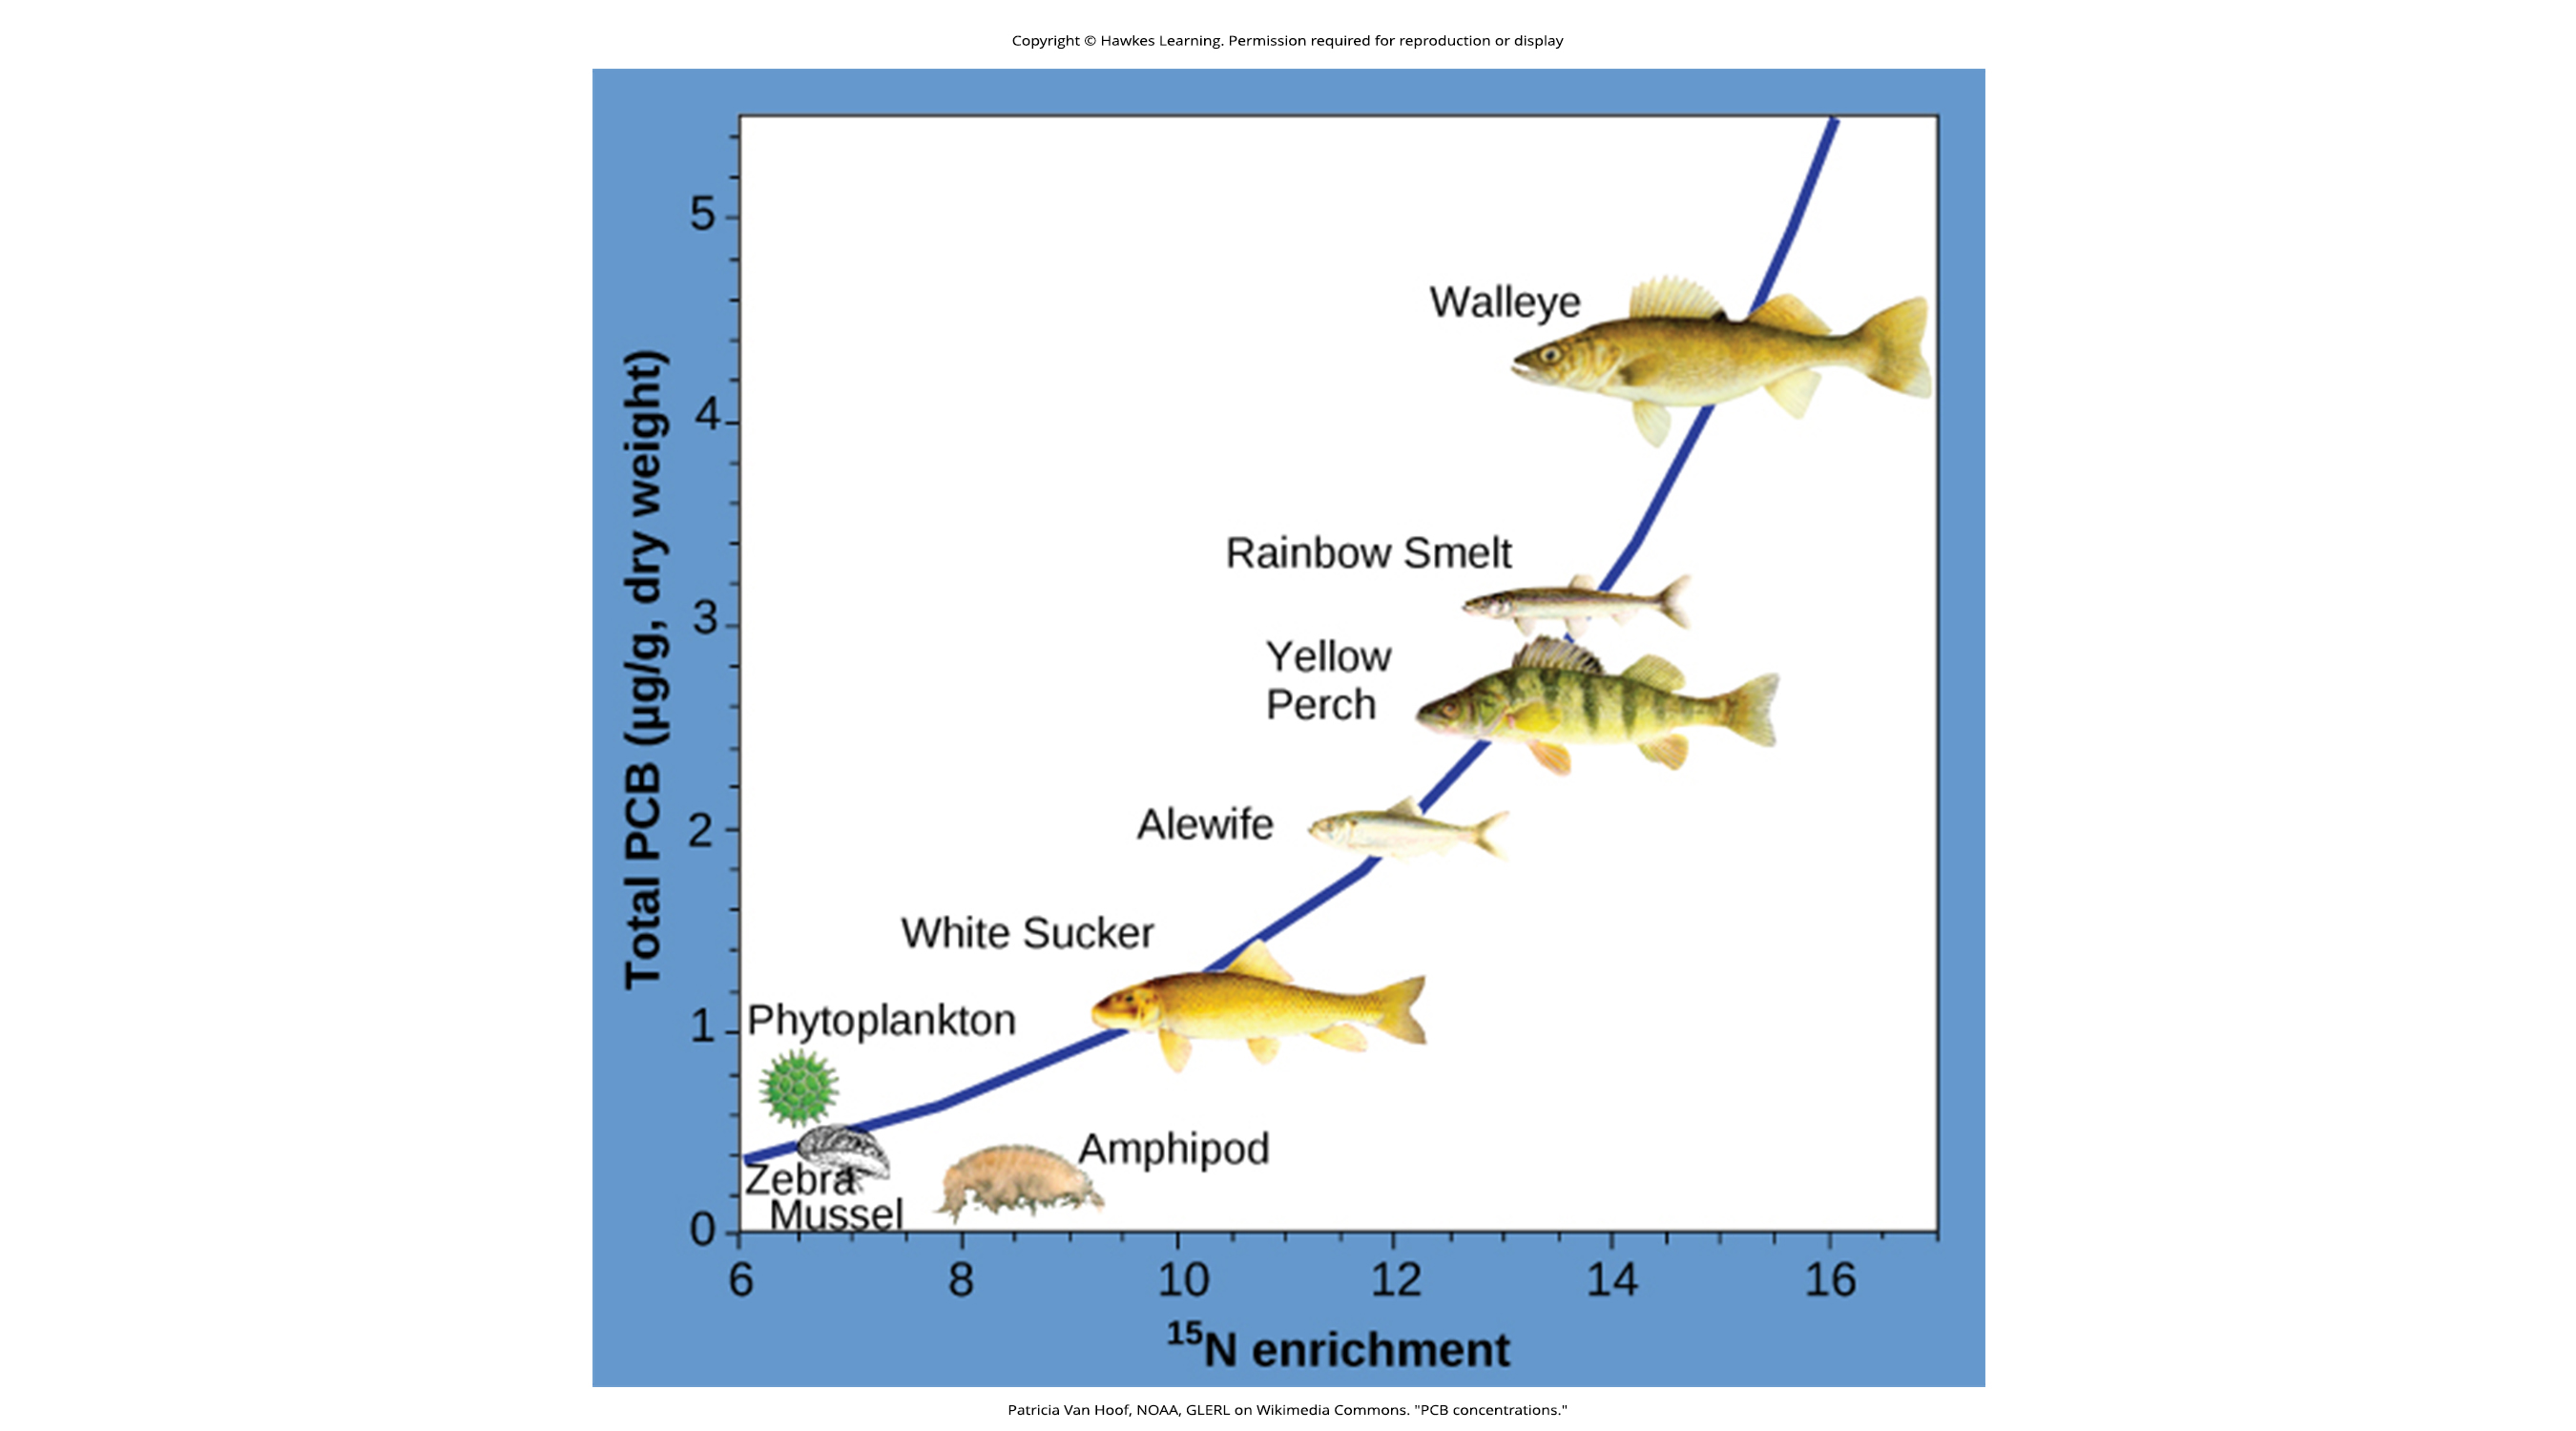 Copyright © Hawkes Learning. Permission required for reproduction or display
5
4
3
2
1
0
Total PCB (µg/g, dry weight)
Walleye
Rainbow Smelt
Yellow
Perch
Alewife
White Sucker
Phytoplankton
Amphipod
Zebra
Mussel
6 8 10 12 14 16
¹⁵N enrichment
Patricia Van Hoof, NOAA, GLERL on Wikimedia Commons. "PCB concentrations."